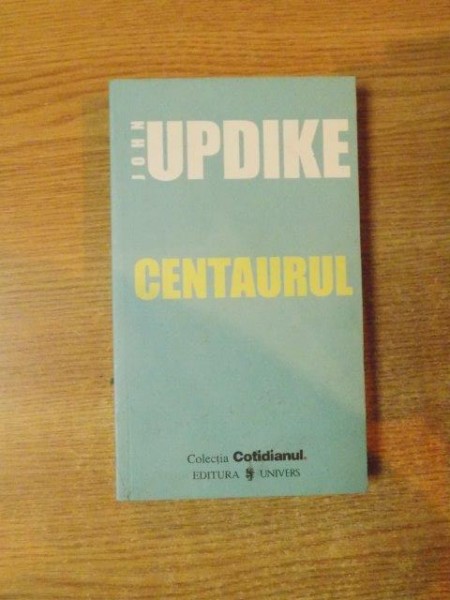 JOHN
UPDIKE
CENTAURUL
Colecția Cotidianul.
EDITURA UNIVERS